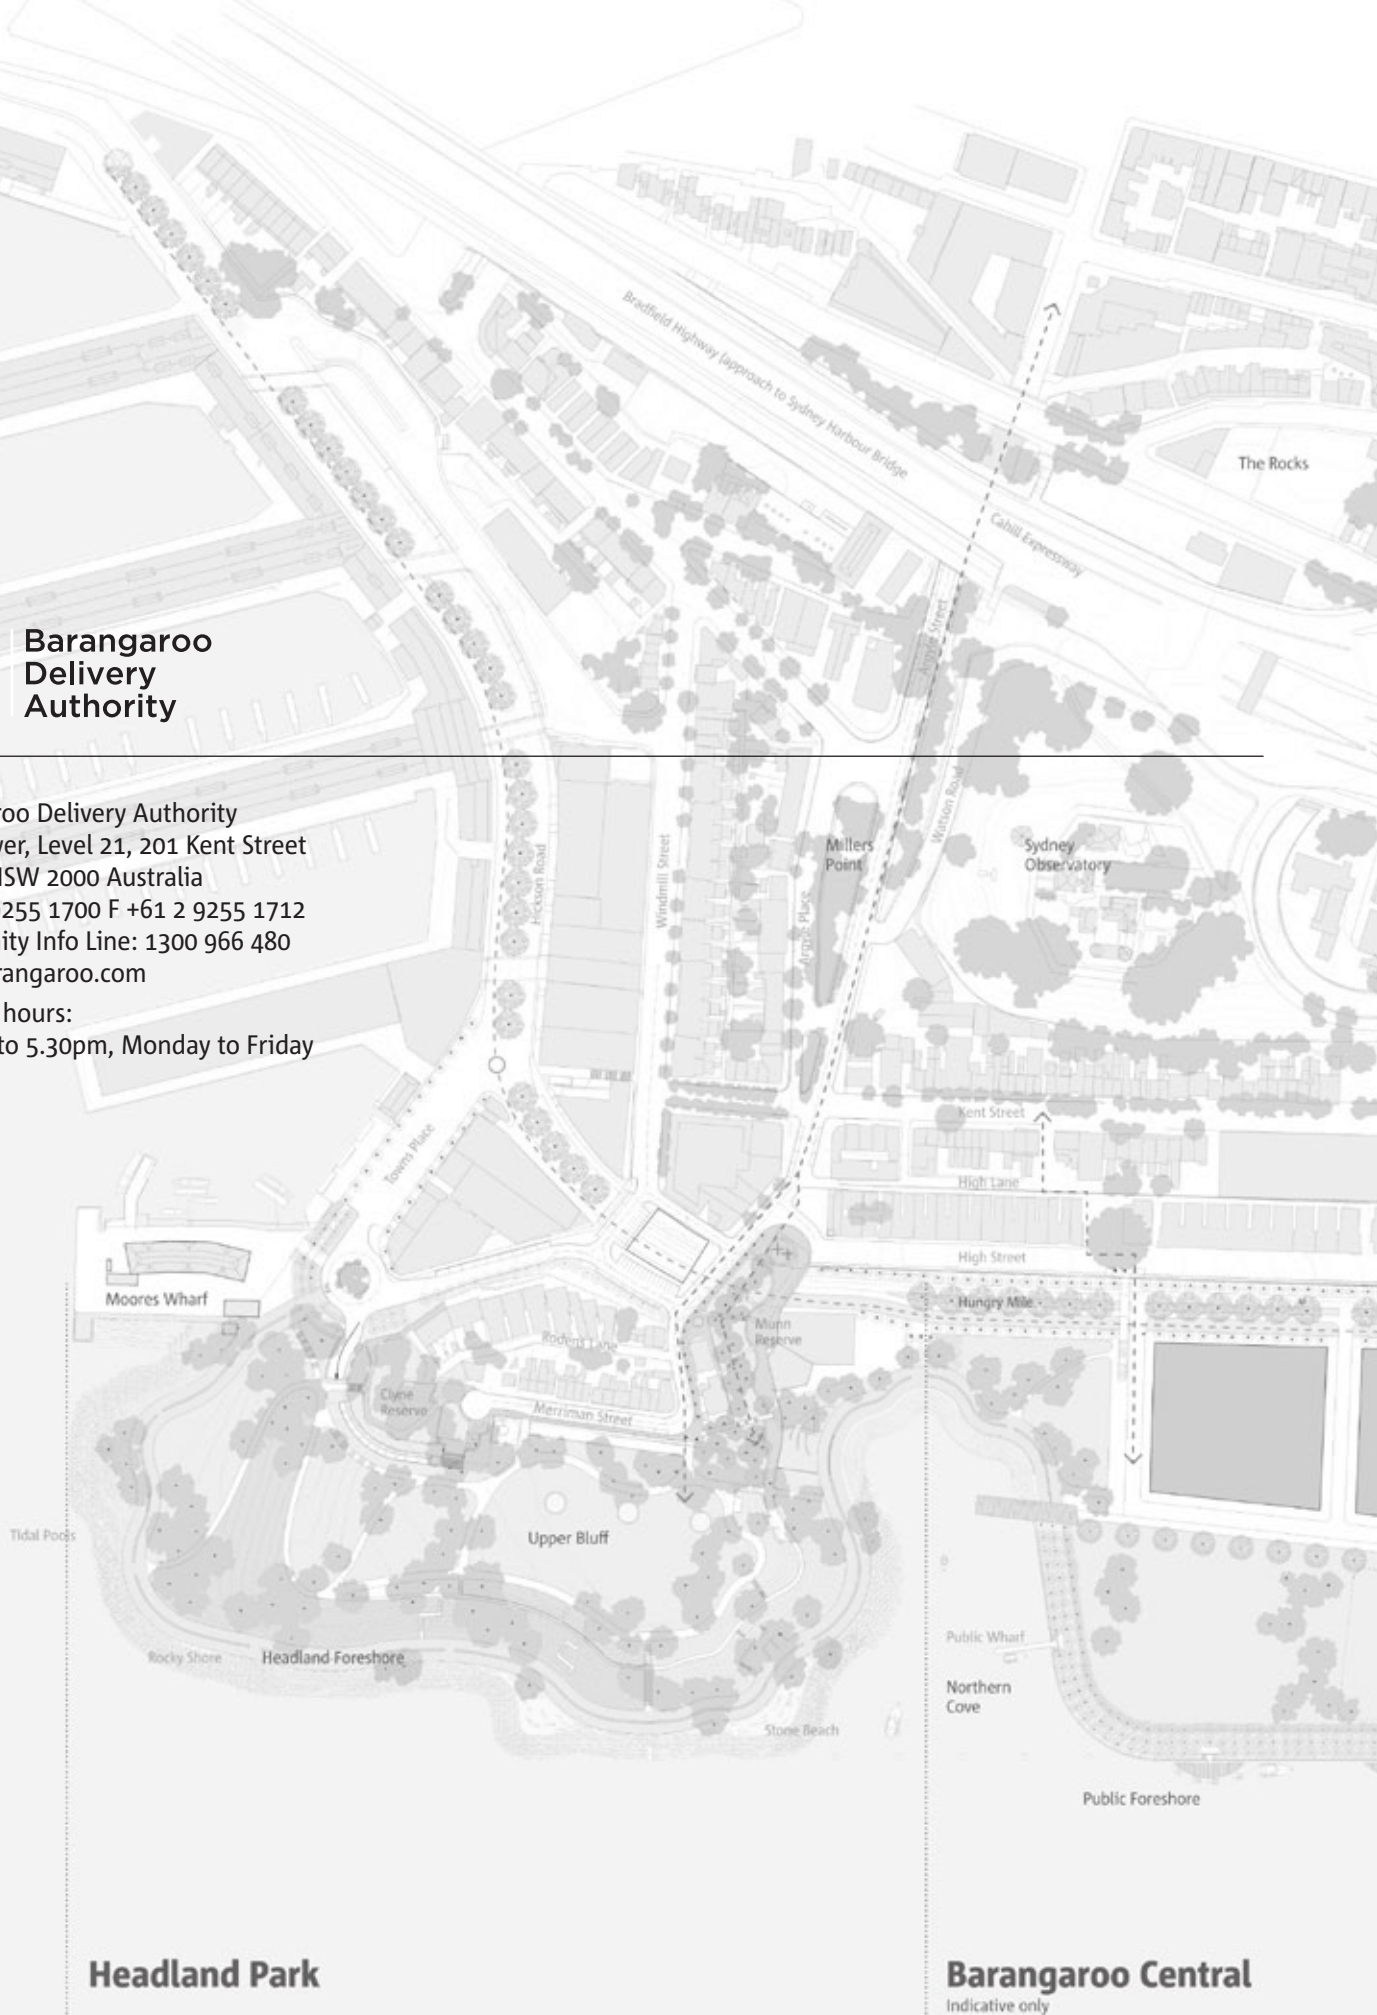 Bradfield Highway (approach to Sydney Harbour Bridge
The Rocks
Cahill Expressway
Argyle Street
Barangaroo
Delivery
Authority
roo Delivery Authority
ver, Level 21, 201 Kent Street
NSW 2000 Australia
9255 1700 F +61 2 9255 1712
ity Info Line: 1300 966 480
rangaroo.com
hours:
to 5.30pm, Monday to Friday
Hickson Road
Windmill Street
Argyle Place
Millers
Point
Watson Road
Sydney
Observatory
Kent Street
High Lane
High Street
Hungry Mile
Towns Place
Moores Wharf
Rodens Lane
Munn
Reserve
Clyne
Reserve
Merriman Street
Tidal Pools
Upper Bluff
Rocky Shore
Headland Foreshore
Stone Beach
Public Wharf
Northern
Cove
Public Foreshore
Headland Park
Barangaroo Central
Indicative only